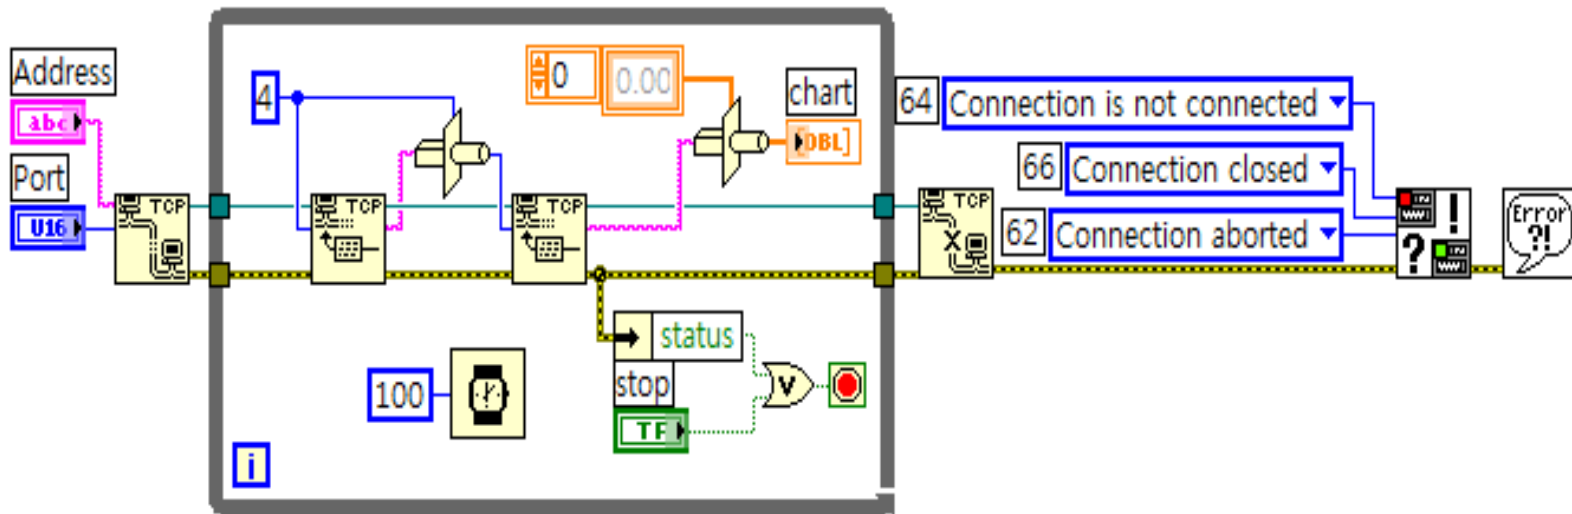 Address
abc
Port
U16
TCP
4
TCP
TCP
0
0.00
chart
[DBL]
100
i
status
stop
TF
V
TCP
X
64
Connection is not connected
66
Connection closed
62
Connection aborted
!
?
Error
?!